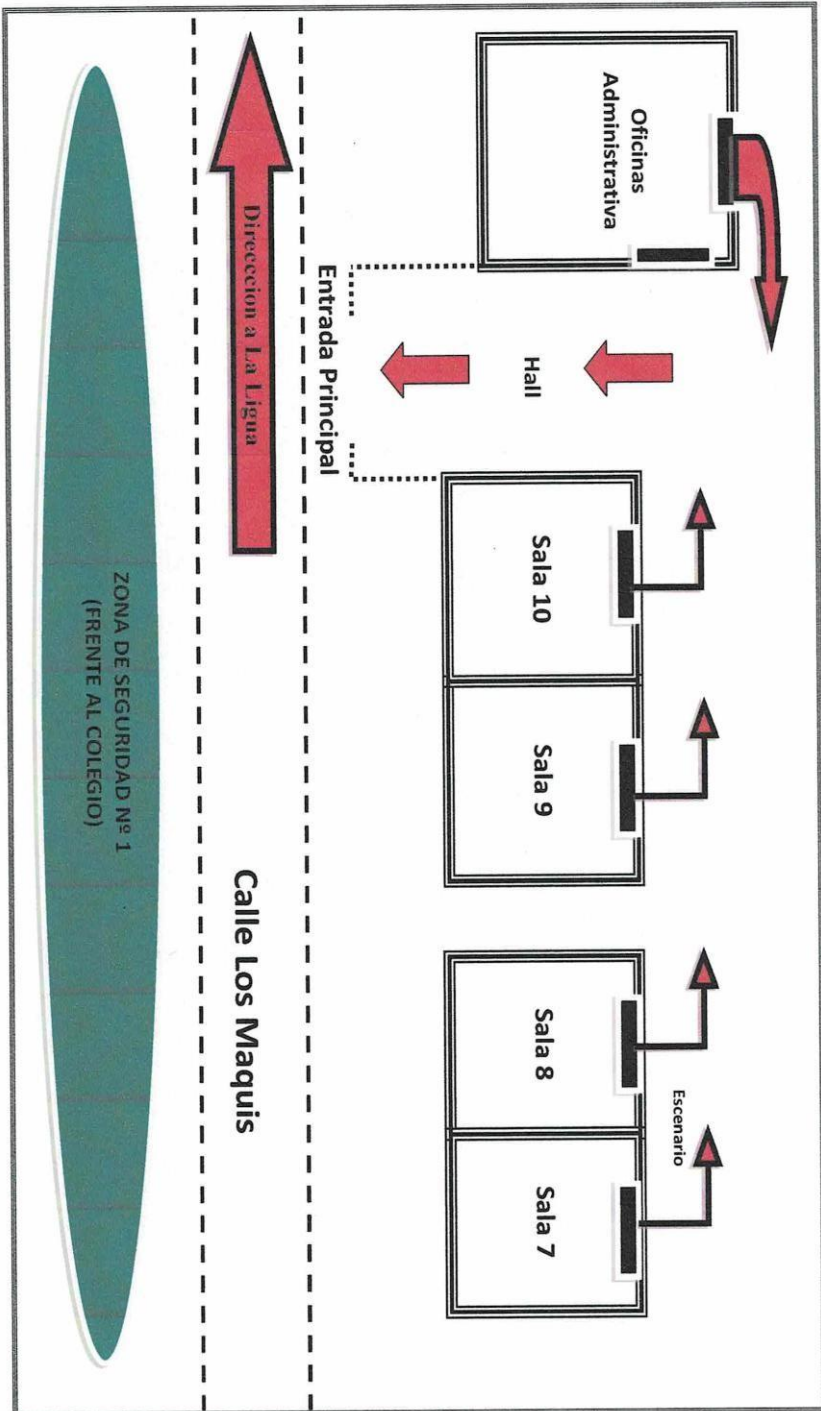 Oficinas
Administrativa
Hall
Entrada Principal
Sala 10
Sala 9
Sala 8
Sala 7
Escenario
Direcccion a La Ligua
Calle Los Maquis
ZONA DE SEGURIDAD Nº 1
(FRENTE AL COLEGIO)